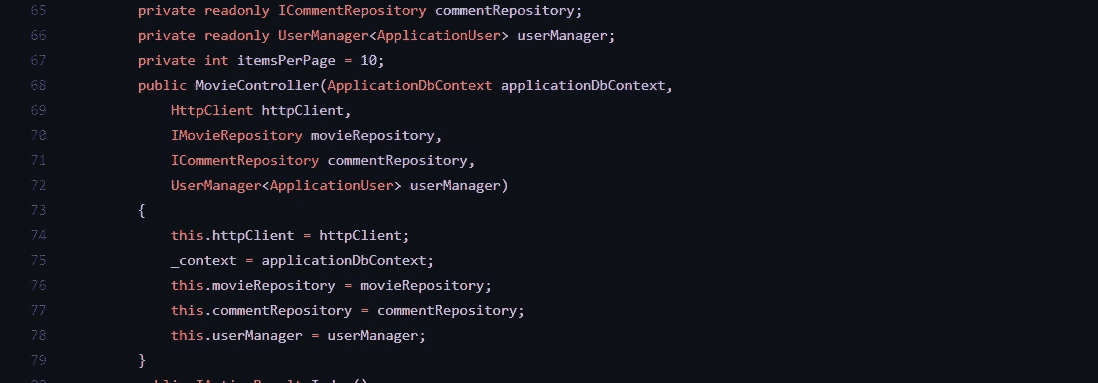 65 private readonly ICommentRepository commentRepository;
66 private readonly UserManager<ApplicationUser> userManager;
67 private int itemsPerPage = 10;
68 public MovieController(ApplicationDbContext applicationDbContext,
69 HttpClient httpClient,
70 IMovieRepository movieRepository,
71 ICommentRepository commentRepository,
72 UserManager<ApplicationUser> userManager)
73 {
74 this.httpClient = httpClient;
75 _context = applicationDbContext;
76 this.movieRepository = movieRepository;
77 this.commentRepository = commentRepository;
78 this.userManager = userManager;
79 }